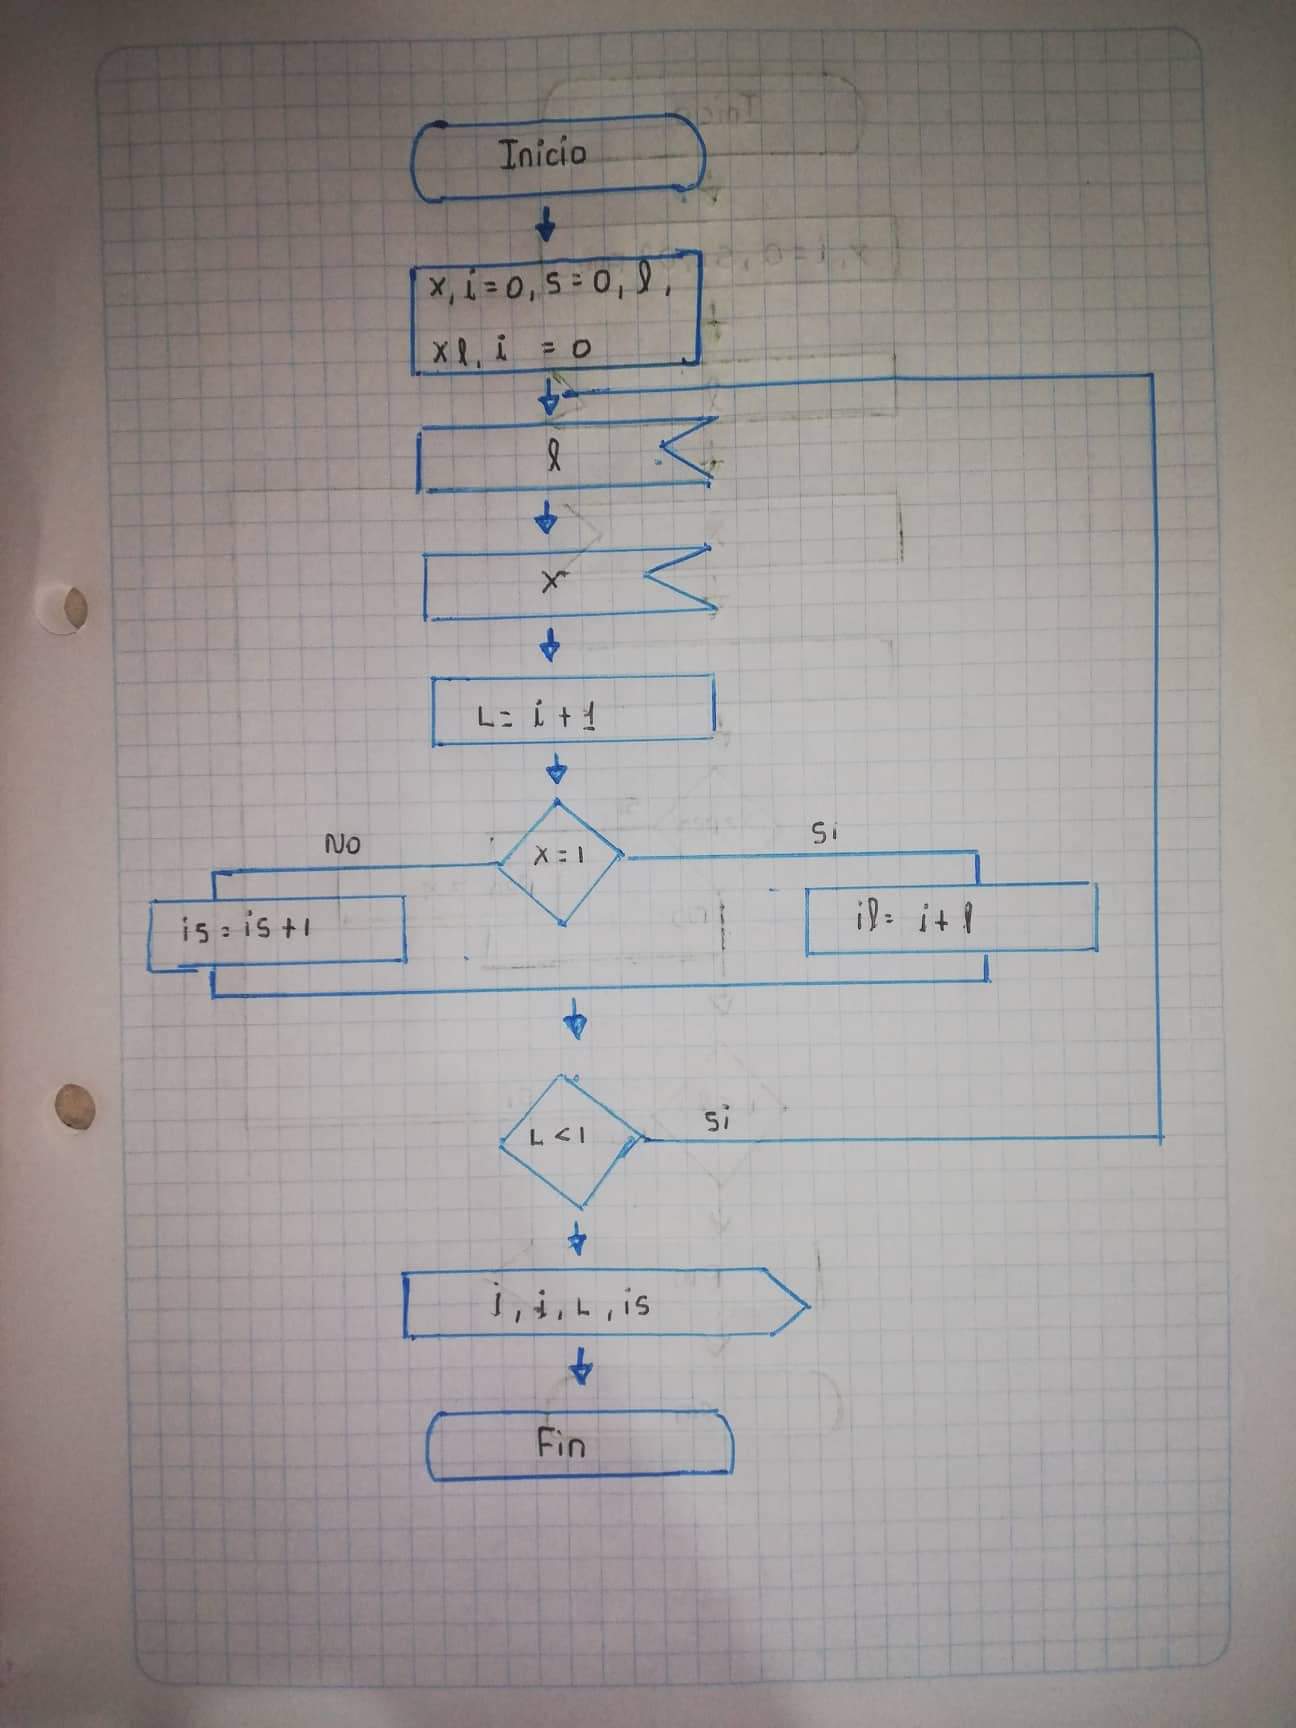 Inicio
x, i=0, s=0, l,
xl, i = 0
l
x
L= i + 1
x=1
No
Si
is=is+1
il= i+ l
L<1
Si
i, i, L, is
Fin